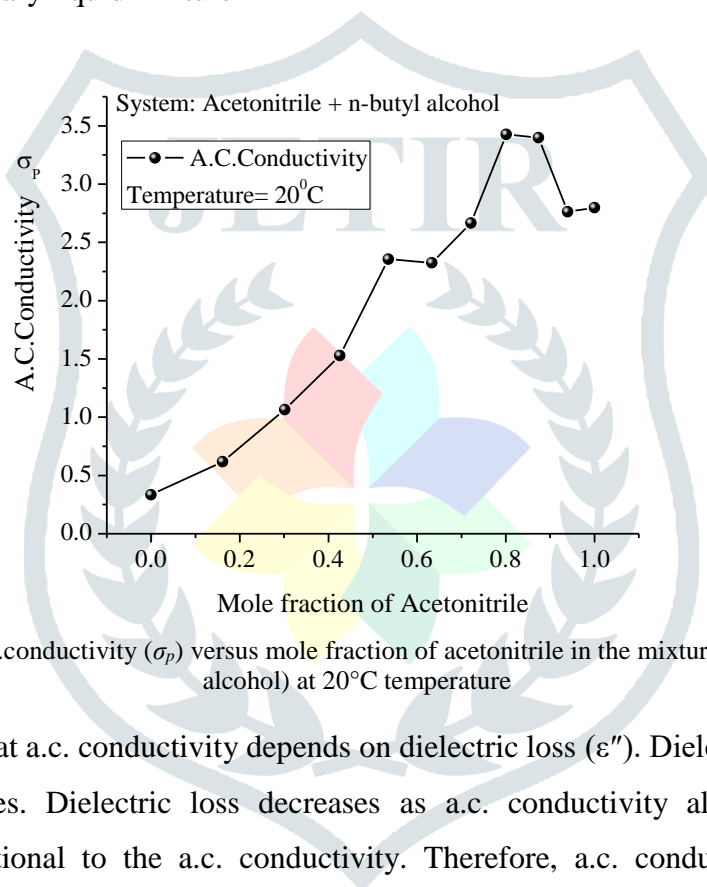 System: Acetonitrile + n-butyl alcohol
JETIR
A.C.Conductivity
Temperature= 20⁰C
A.C.Conductivity σₚ
3.5
3.0
2.5
2.0
1.5
1.0
0.5
0.0
0.0 0.2 0.4 0.6 0.8 1.0
Mole fraction of Acetonitrile
.conductivity (σₚ) versus mole fraction of acetonitrile in the mixtur
alcohol) at 20°C temperature
at a.c. conductivity depends on dielectric loss (ε″). Diele
es. Dielectric loss decreases as a.c. conductivity al
tional to the a.c. conductivity. Therefore, a.c. condu